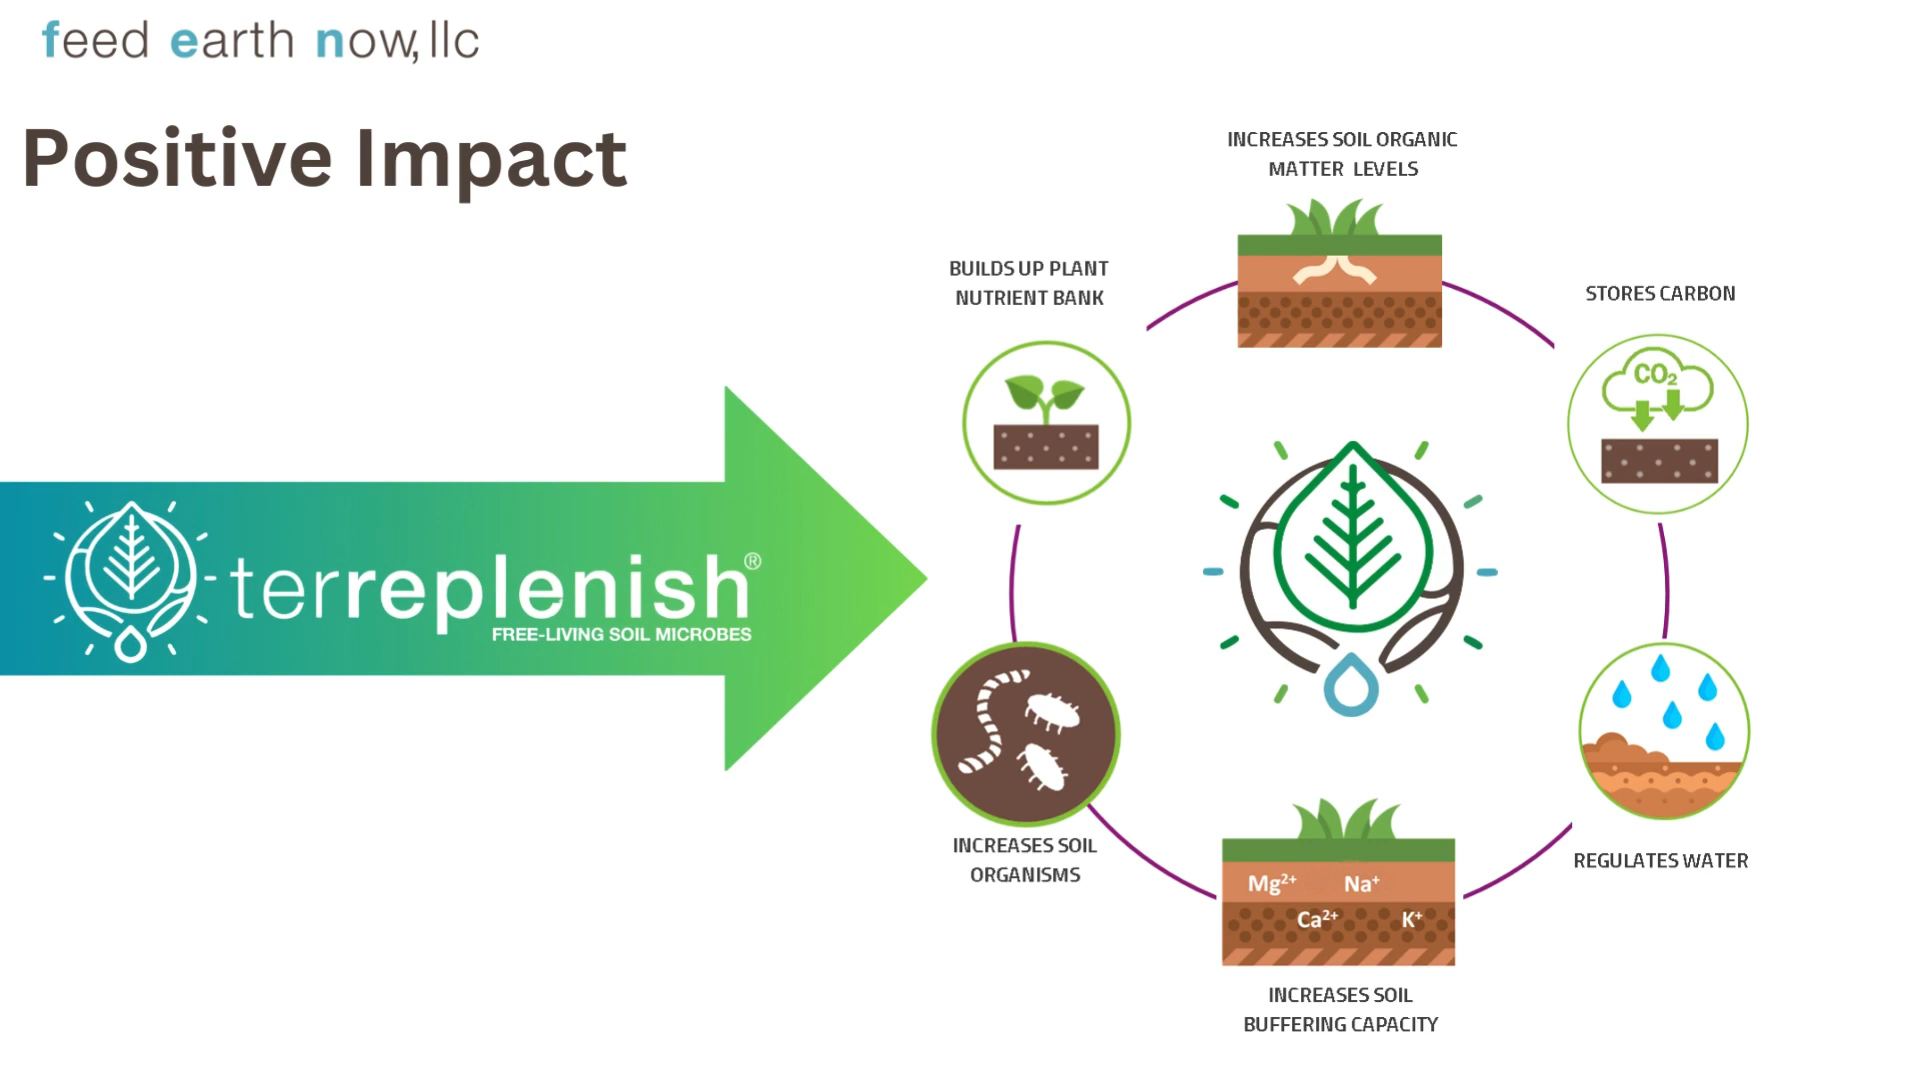 feed earth now, llc
Positive Impact
INCREASES SOIL ORGANIC
MATTER LEVELS
BUILDS UP PLANT
NUTRIENT BANK
STORES CARBON
CO₂
terreplenish®
FREE-LIVING SOIL MICROBES
INCREASES SOIL
ORGANISMS
REGULATES WATER
Mg²⁺ Na⁺
Ca²⁺ K⁺
INCREASES SOIL
BUFFERING CAPACITY